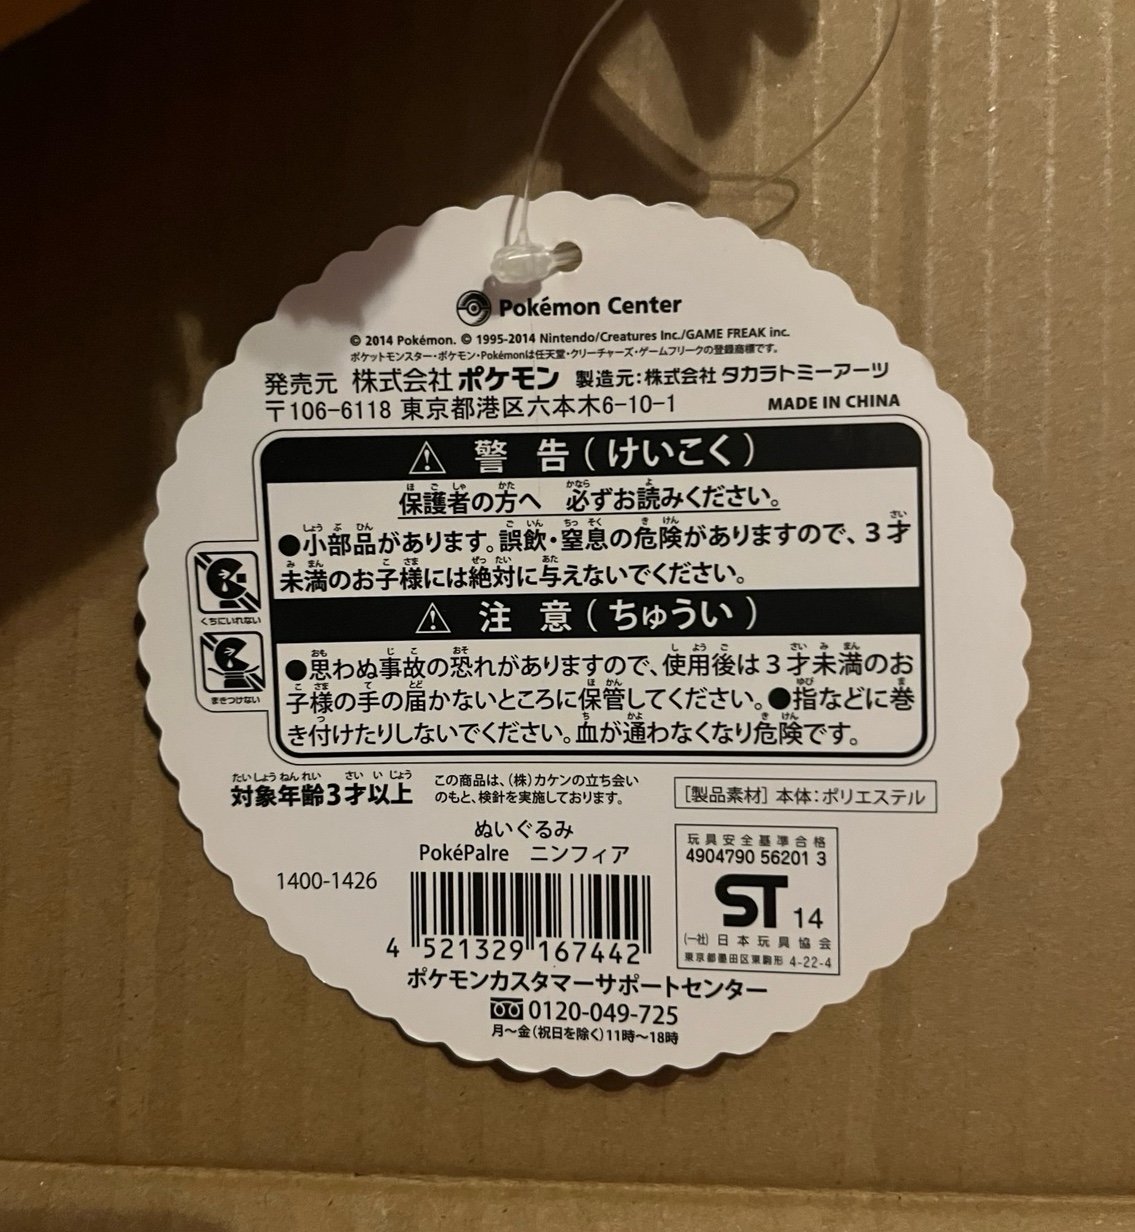 Pokémon Center
© 2014 Pokémon. © 1995-2014 Nintendo/Creatures Inc./GAME FREAK inc.
ポケットモンスター・ポケモン・Pokémonは任天堂・クリーチャーズ・ゲームフリークの登録商標です。
発売元 株式会社ポケモン 製造元:株式会社 タカラトミーアーツ
〒106-6118 東京都港区六本木6-10-1 MADE IN CHINA
⚠ 警 告(けいこく)
保護者の方へ 必ずお読みください。
●小部品があります。誤飲・窒息の危険がありますので、3才
未満のお子様には絶対に与えないでください。
くちにいれない
⚠ 注 意(ちゅうい)
●思わぬ事故の恐れがありますので、使用後は3才未満のお
子様の手の届かないところに保管してください。●指などに巻
き付けたりしないでください。血が通わなくなり危険です。
まきつけない
対象年齢3才以上
この商品は、(株)カケンの立ち会い
のもと、検針を実施しております。
[製品素材] 本体:ポリエステル
ぬいぐるみ
PokéPalre ニンフィア
1400-1426
4 521329 167442
玩具安全基準合格
4904790 56201 3
ST 14
(一社) 日本玩具協会
東京都墨田区東駒形 4-22-4
ポケモンカスタマーサポートセンター
0120-049-725
月~金(祝日を除く)11時~18時